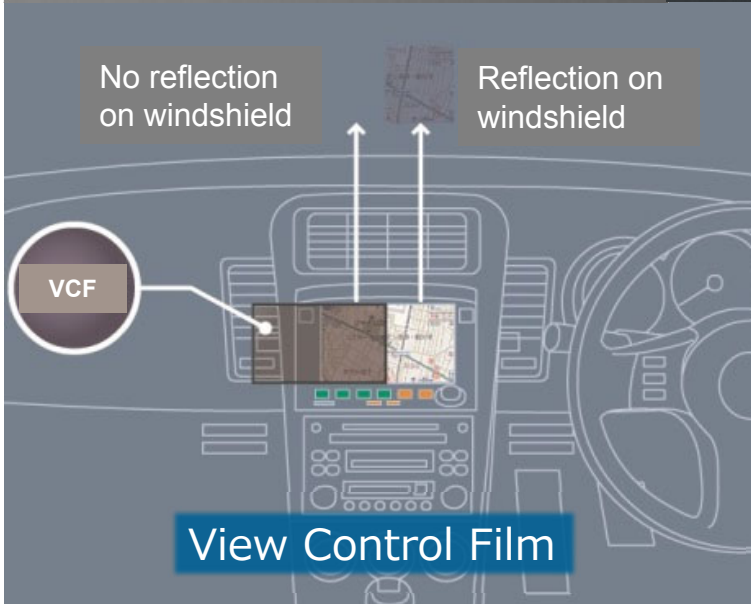 No reflection
on windshield
Reflection on
windshield
VCF
View Control Film